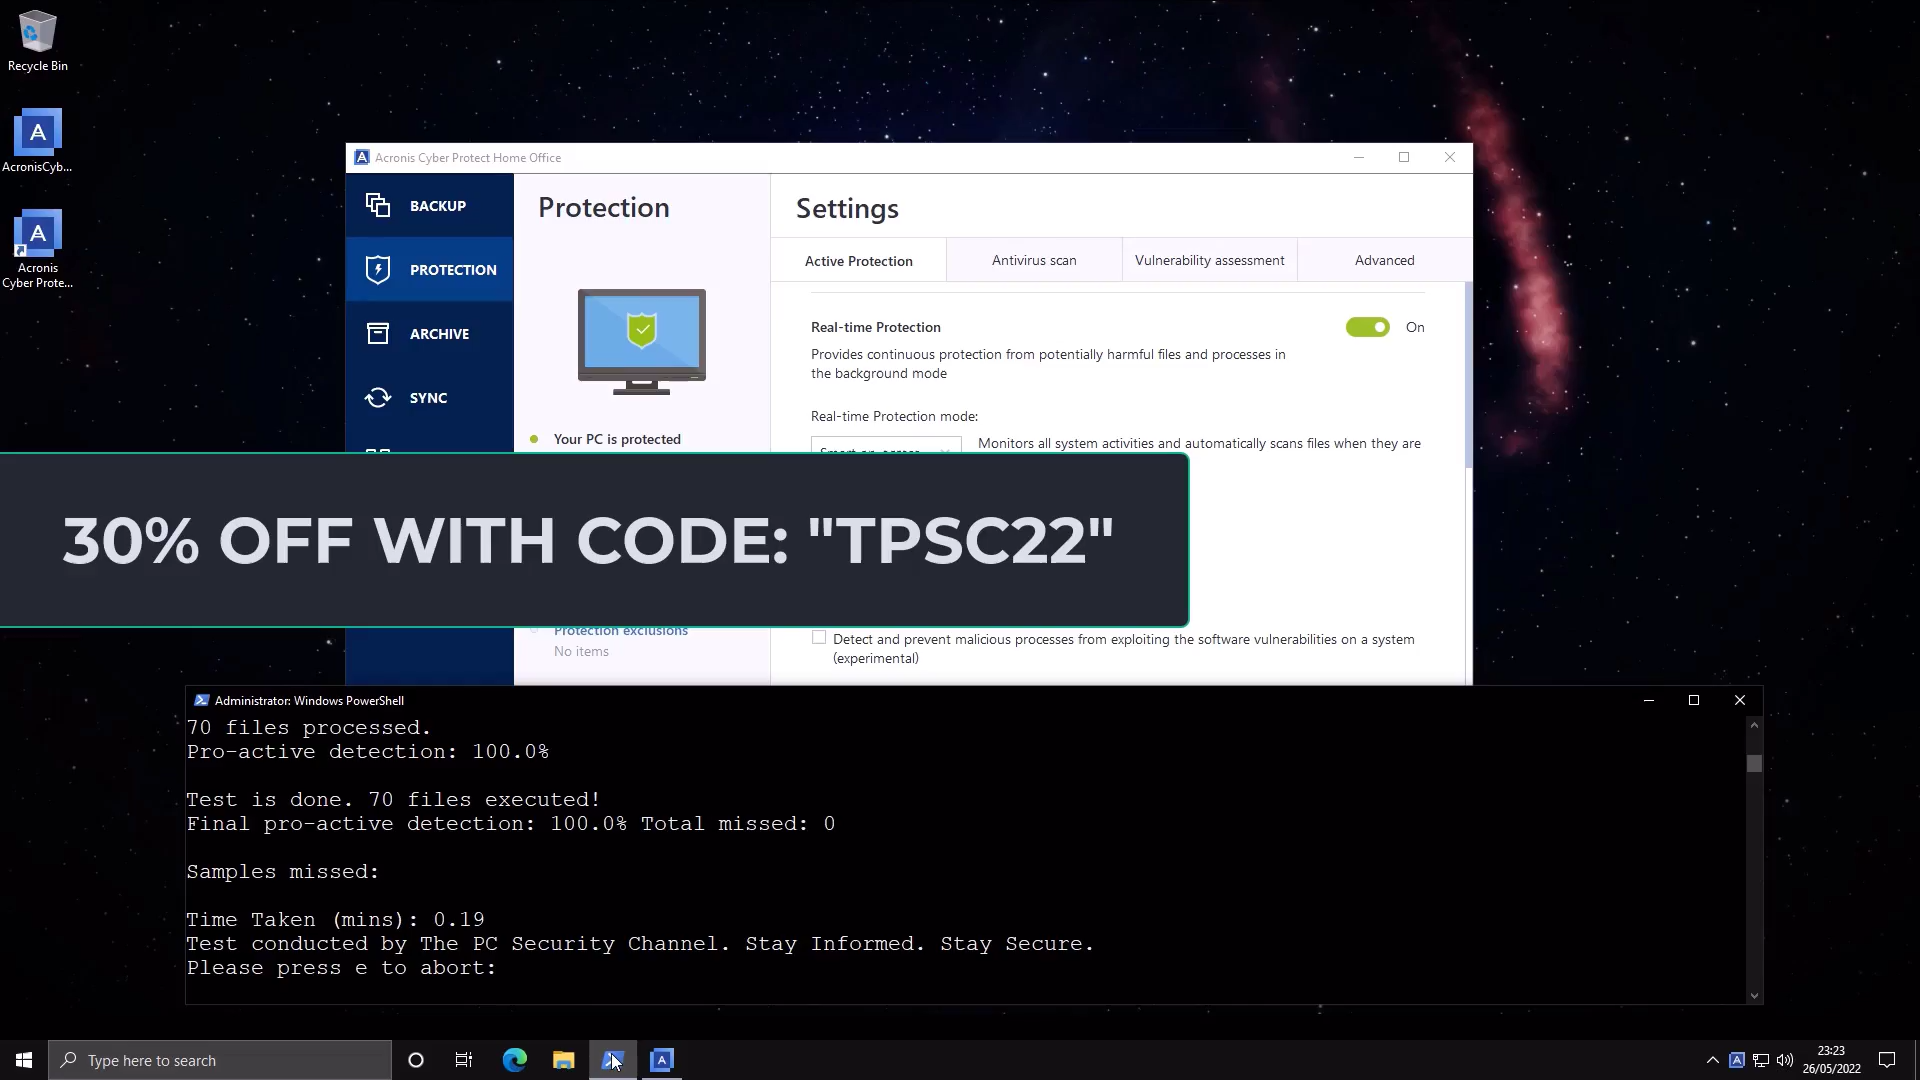 Recycle Bin
AcronisCyb...
Acronis
Cyber Prote...
Acronis Cyber Protect Home Office
BACKUP
PROTECTION
ARCHIVE
SYNC
Protection
Your PC is protected
Protection exclusions
No items
Settings
Active Protection
Antivirus scan
Vulnerability assessment
Advanced
Real-time Protection
On
Provides continuous protection from potentially harmful files and processes in
the background mode
Real-time Protection mode:
Monitors all system activities and automatically scans files when they are
30% OFF WITH CODE: "TPSC22"
Detect and prevent malicious processes from exploiting the software vulnerabilities on a system
(experimental)
Administrator: Windows PowerShell
70 files processed.
Pro-active detection: 100.0%
Test is done. 70 files executed!
Final pro-active detection: 100.0% Total missed: 0
Samples missed:
Time Taken (mins): 0.19
Test conducted by The PC Security Channel. Stay Informed. Stay Secure.
Please press e to abort:
Type here to search
23:23
26/05/2022